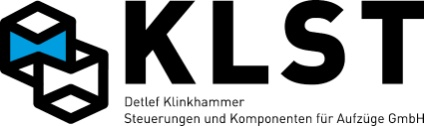 KLST
Detlef Klinkhammer
Steuerungen und Komponenten für Aufzüge GmbH